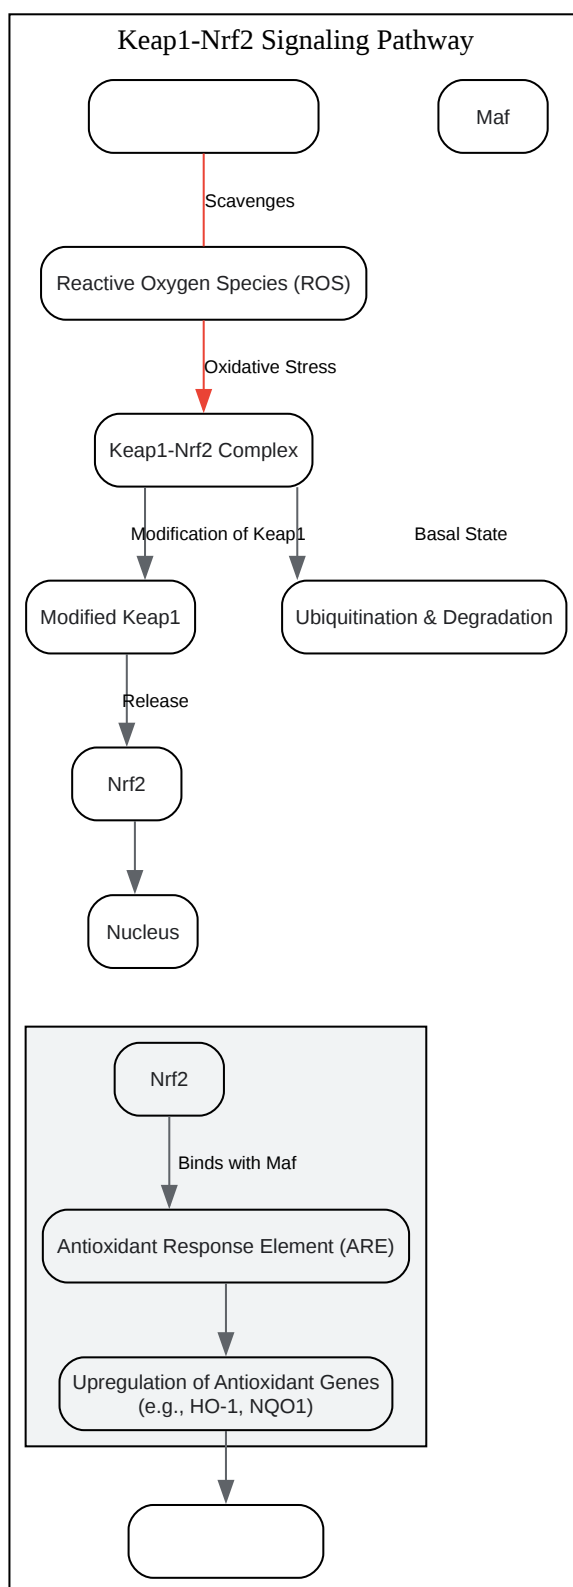 Keap1-Nrf2 Signaling Pathway
Maf
Scavenges
Reactive Oxygen Species (ROS)
Oxidative Stress
Keap1-Nrf2 Complex
Modification of Keap1
Basal State
Modified Keap1
Ubiquitination & Degradation
Release
Nrf2
Nucleus
Nrf2
Binds with Maf
Antioxidant Response Element (ARE)
Upregulation of Antioxidant Genes
(e.g., HO-1, NQO1)